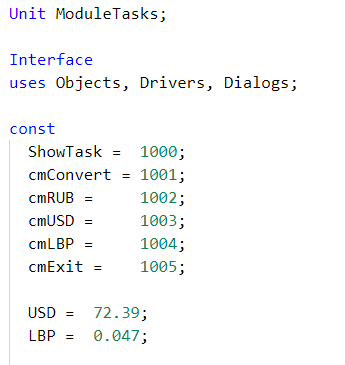 Unit ModuleTasks;
Interface
uses Objects, Drivers, Dialogs;
const
ShowTask = 1000;
cmConvert = 1001;
cmRUB = 1002;
cmUSD = 1003;
cmLBP = 1004;
cmExit = 1005;
USD = 72.39;
LBP = 0.047;